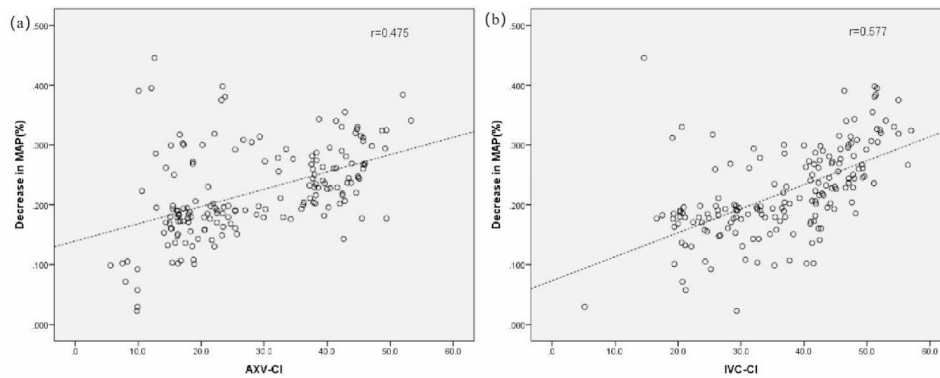 (a)
r=0.475
Decrease in MAP(%)
.500
.400
.300
.200
.100
.000
.0 10.0 20.0 30.0 40.0 50.0 60.0
AXV-CI
(b)
r=0.577
Decrease in MAP(%)
.500
.400
.300
.200
.100
.000
.0 10.0 20.0 30.0 40.0 50.0 60.0
IVC-CI